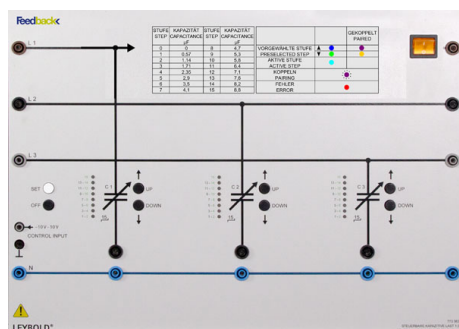 Feedback
STUFE KAPAZITÄT STUFE KAPAZITÄT
STEP CAPACITANCE STEP CAPACITANCE
µF µF
0 0 8 4,7
1 0,57 9 5,3
2 1,14 10 5,8
3 1,71 11 6,4
4 2,35 12 7,1
5 2,9 13 7,6
6 3,5 14 8,2
7 4,1 15 8,8
GEKOPPELT
PAIRED
VORGEWÄHLTE STUFE
PRESELECTED STEP
AKTIVE STUFE
ACTIVE STEP
KOPPELN
PAIRING
FEHLER
ERROR
L 1
L 2
L 3
SET
OFF
C 1
UP
DOWN
C 2
UP
DOWN
C 3
UP
DOWN
CONTROL INPUT
N
LEYBOLD®